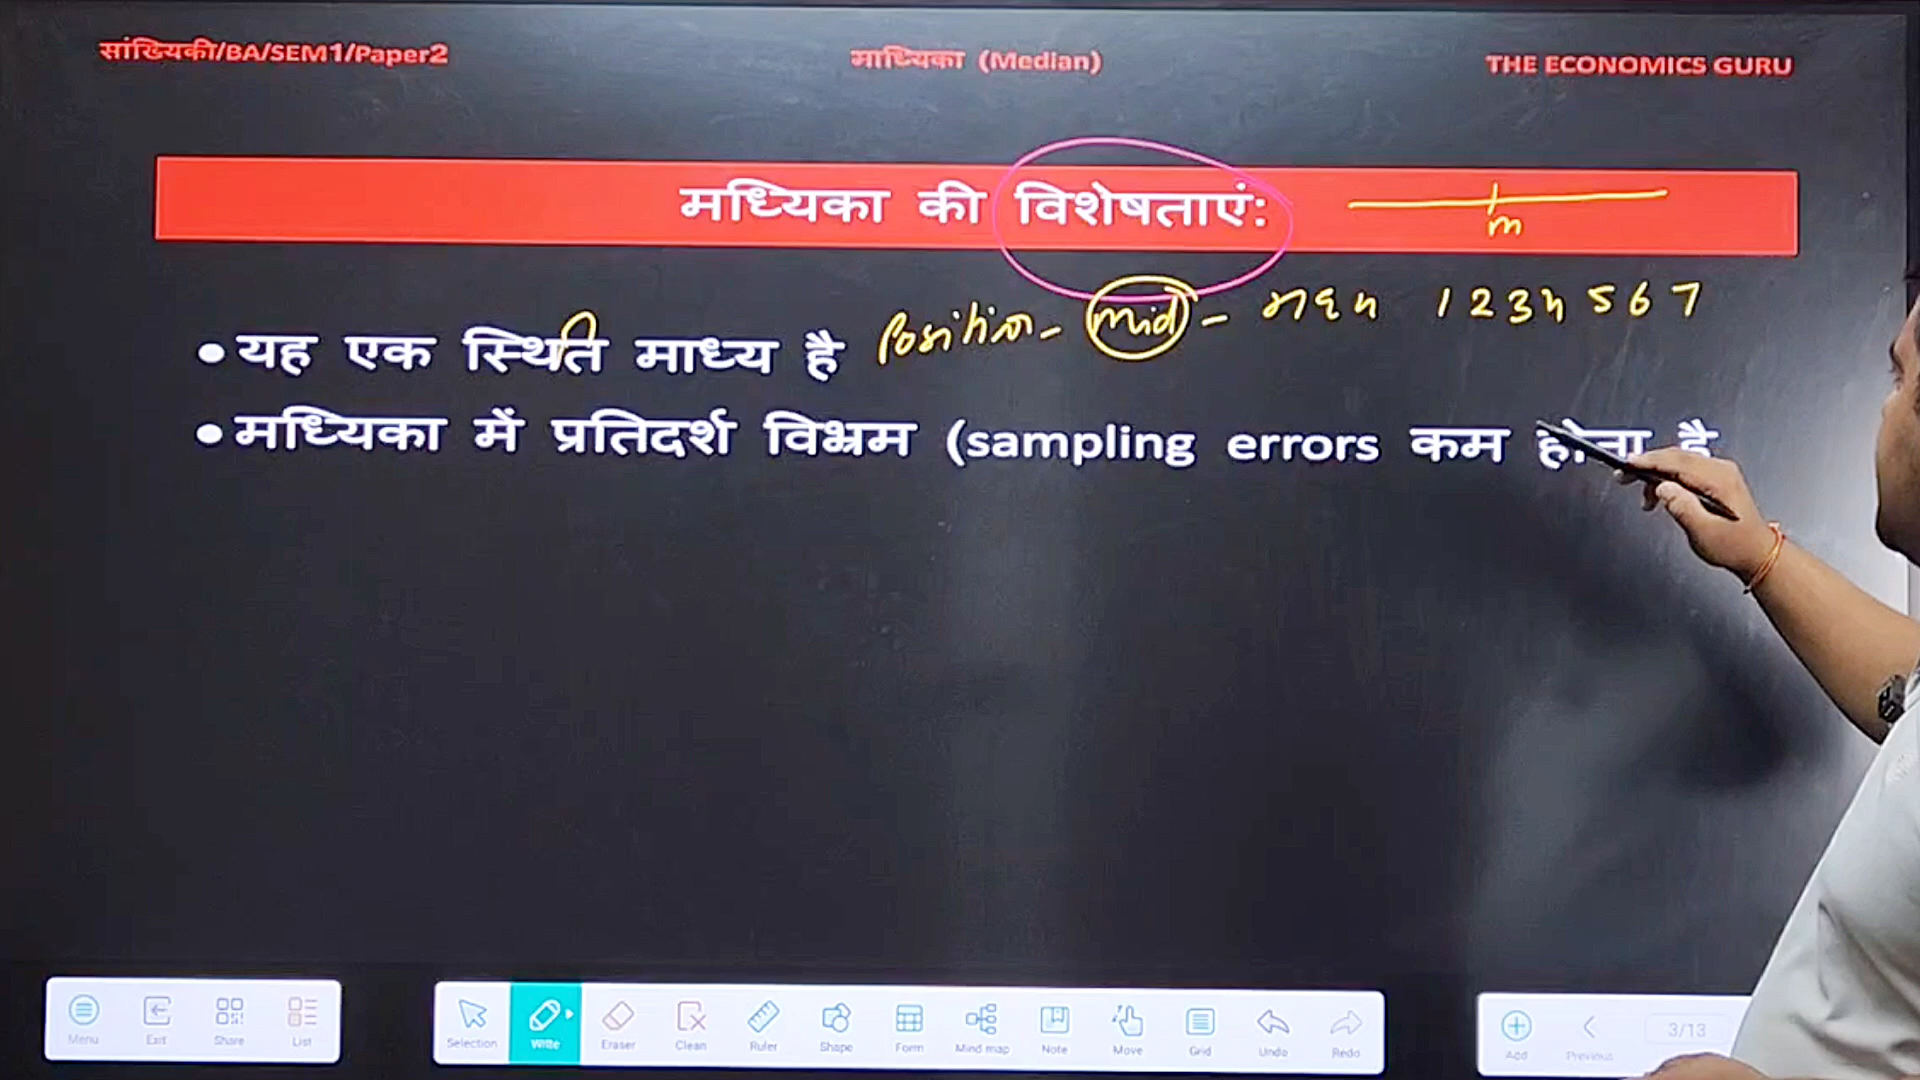 सांख्यिकी/BA/SEM1/Paper2 माध्यिका (Median) THE ECONOMICS GURU
मध्यिका की विशेषताएं:
m
• यह एक स्थिति माध्य है Position - mid - मध्य 1 2 3 4 5 6 7
• मध्यिका में प्रतिदर्श विभ्रम (sampling errors कम होता है
Menu Exit Share List Selection Write Eraser Clean Ruler Shape Form Mind map Note Move Grid Undo Redo Add Previous 3/13